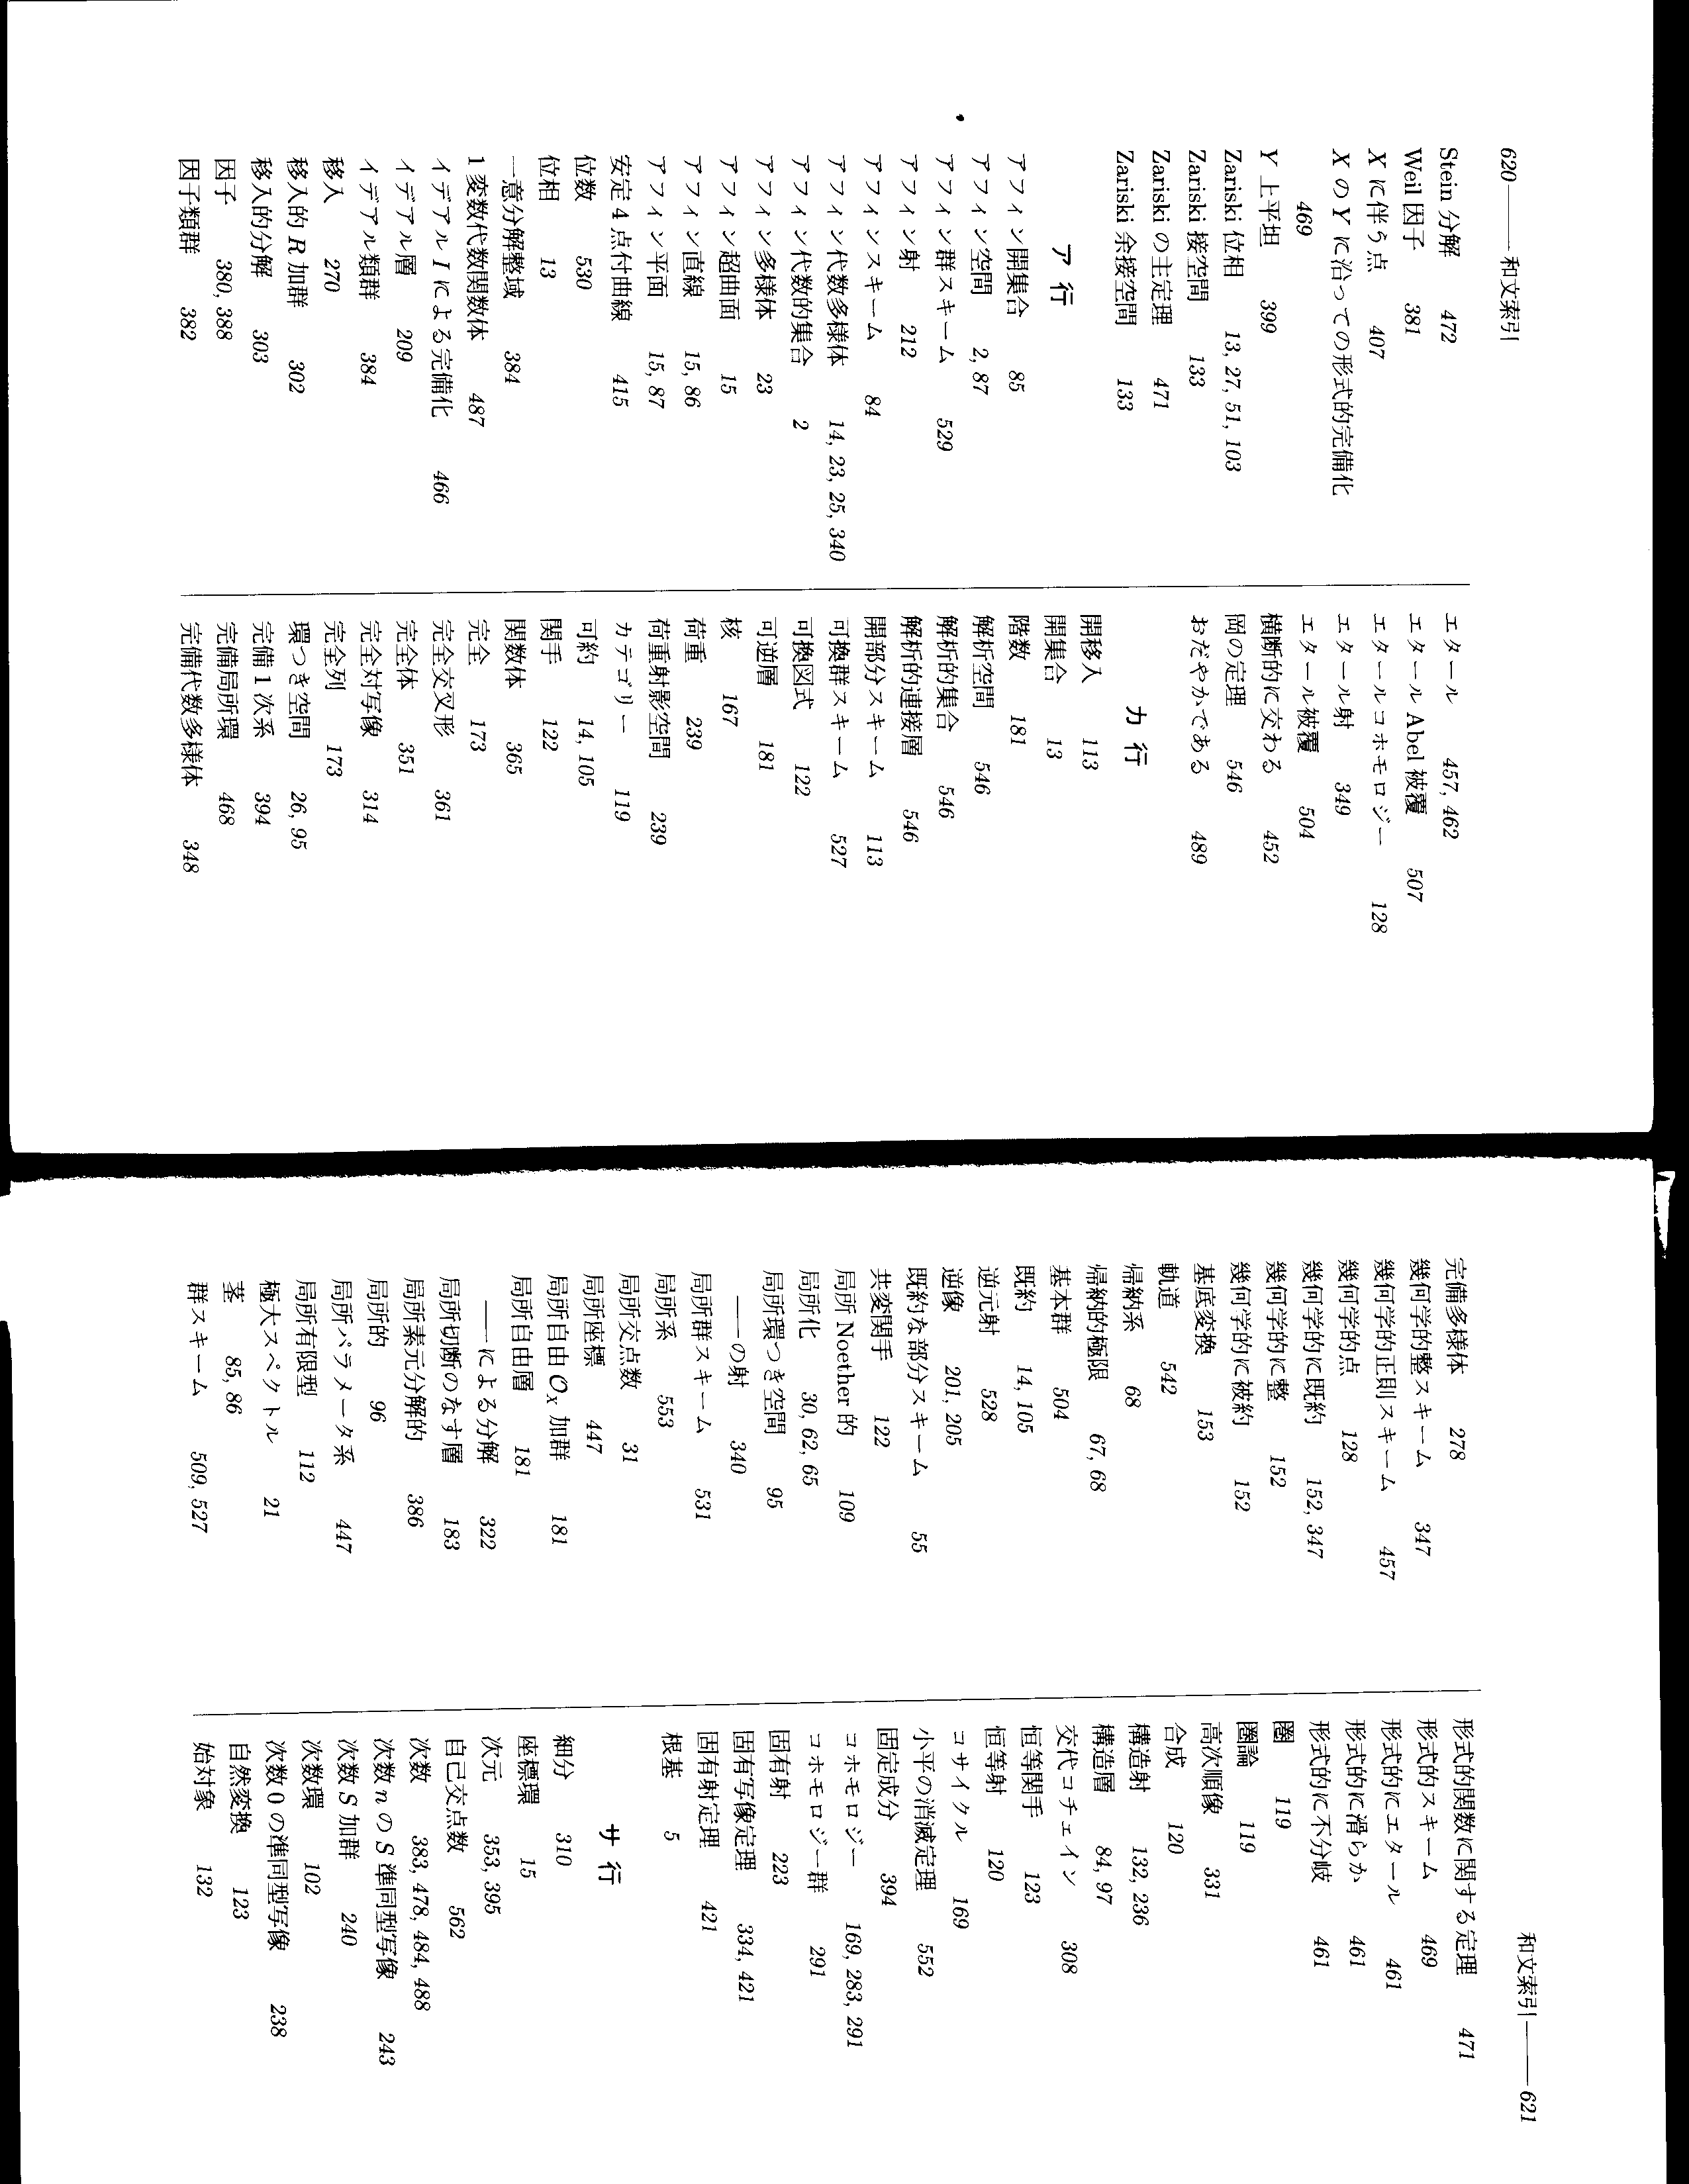 620——和文索引
Stein 分解 472
Weil 因子 381
X に伴う点 407
X の Y に沿っての形式的完備化
469
Y 上平坦 399
Zariski 位相 13, 27, 51, 103
Zariski 接空間 133
Zariski の主定理 471
Zariski 余接空間 133
ア 行
アフィン開集合 85
アフィン空間 2, 87
アフィン群スキーム 529
アフィン射 212
アフィンスキーム 84
アフィン代数多様体 14, 23, 25, 340
アフィン代数的集合 2
アフィン多様体 23
アフィン超曲面 15
アフィン直線 15, 86
アフィン平面 15, 87
安定 4 点付曲線 415
位数 530
位相 13
一意分解整域 384
1 変数代数関数体 487
イデアル I による完備化 466
イデアル層 209
イデアル類群 384
移入 270
移入的 R 加群 302
移入的分解 303
因子 380, 388
因子類群 382
エタール 457, 462
エタール Abel 被覆 507
エタールコホモロジー 128
エタール射 349
エタール被覆 504
横断的に交わる 452
岡の定理 546
おだやかである 489
カ 行
開移入 113
開集合 13
階数 181
解析空間 546
解析的集合 546
解析的連接層 546
開部分スキーム 113
可換群スキーム 527
可換図式 122
可逆層 181
核 167
荷重 239
荷重射影空間 239
カテゴリー 119
可約 14, 105
関手 122
関数体 365
完全 173
完全交叉形 361
完全体 351
完全対写像 314
完全列 173
環つき空間 26, 95
完備 1 次系 394
完備局所環 468
完備代数多様体 348
和文索引——621
完備多様体 278
幾何学的整スキーム 347
幾何学的正則スキーム 457
幾何学的点 128
幾何学的に既約 152, 347
幾何学的に整 152
幾何学的に被約 152
基底変換 153
軌道 542
帰納系 68
帰納的極限 67, 68
基本群 504
既約 14, 105
逆元射 528
逆像 201, 205
既約な部分スキーム 55
共変関手 122
局所 Noether 的 109
局所化 30, 62, 65
局所環つき空間 95
——の射 340
局所群スキーム 531
局所系 553
局所交点数 31
局所座標 447
局所自由 O_X 加群 181
局所自由層 181
——による分解 322
局所切断のなす層 183
局所素元分解的 386
局所的 96
局所パラメータ系 447
局所有限型 112
極大スペクトル 21
茎 85, 86
群スキーム 509, 527
形式的関数に関する定理 471
形式的スキーム 469
形式的にエタール 461
形式的に滑らか 461
形式的に不分岐 461
圏 119
圏論 119
高次順像 331
合成 120
構造射 132, 236
構造層 84, 97
交代コチェイン 308
恒等関手 123
恒等射 120
コサイクル 169
小平の消滅定理 552
固定成分 394
コホモロジー 169, 283, 291
コホモロジー群 291
固有射 223
固有写像定理 334, 421
固有射定理 421
根基 5
サ 行
細分 310
座標環 15
次元 353, 395
自己交点数 562
次数 383, 478, 484, 488
次数 n の S 準同型写像 243
次数 S 加群 240
次数環 102
次数 0 の準同型写像 238
自然変換 123
始対象 132